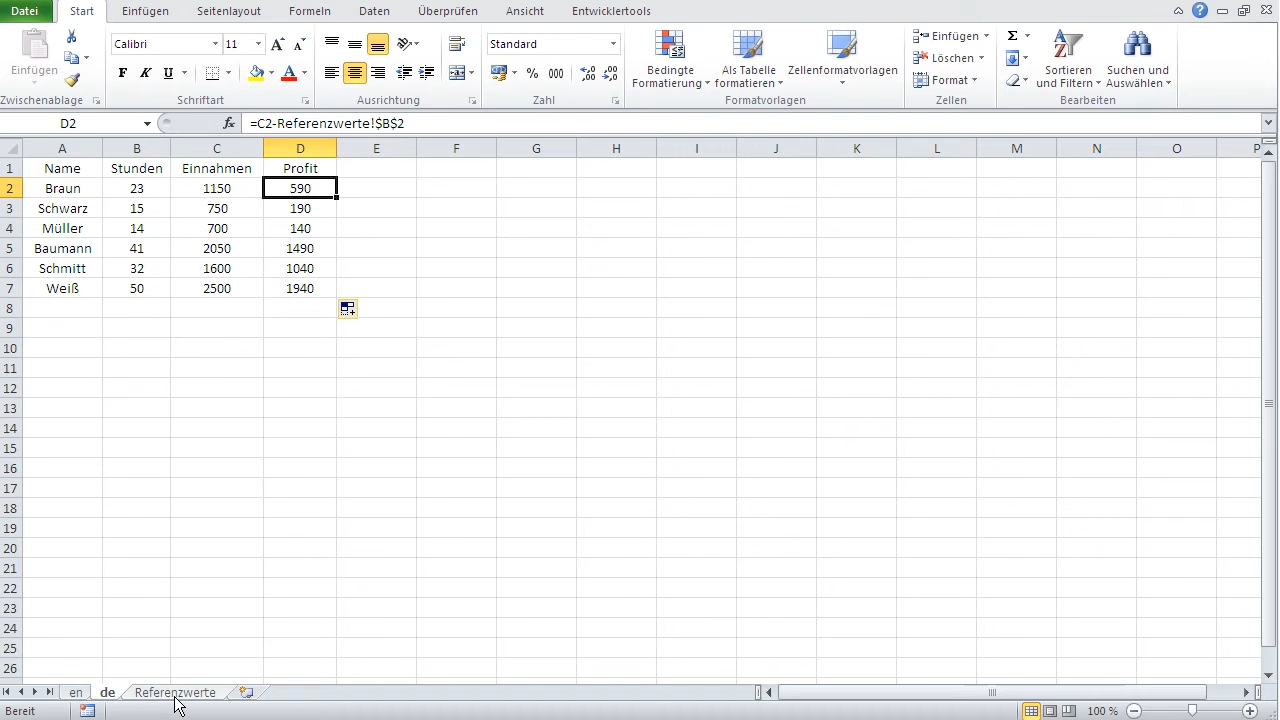 Datei Start Einfügen Seitenlayout Formeln Daten Überprüfen Ansicht Entwicklertools
Einfügen
Zwischenablage
Calibri 11
F K U
Schriftart
Ausrichtung
Standard
% 000
Zahl
Bedingte Formatierung
Als Tabelle formatieren
Zellenformatvorlagen
Formatvorlagen
Einfügen
Löschen
Format
Zellen
Σ
Sortieren und Filtern
Suchen und Auswählen
Bearbeiten
D2 fx =C2-Referenzwerte!$B$2
A B C D E F G H I J K L M N O P
1 Name Stunden Einnahmen Profit
2 Braun 23 1150 590
3 Schwarz 15 750 190
4 Müller 14 700 140
5 Baumann 41 2050 1490
6 Schmitt 32 1600 1040
7 Weiß 50 2500 1940
8
9
10
11
12
13
14
15
16
17
18
19
20
21
22
23
24
25
26
en de Referenzwerte
Bereit 100 %